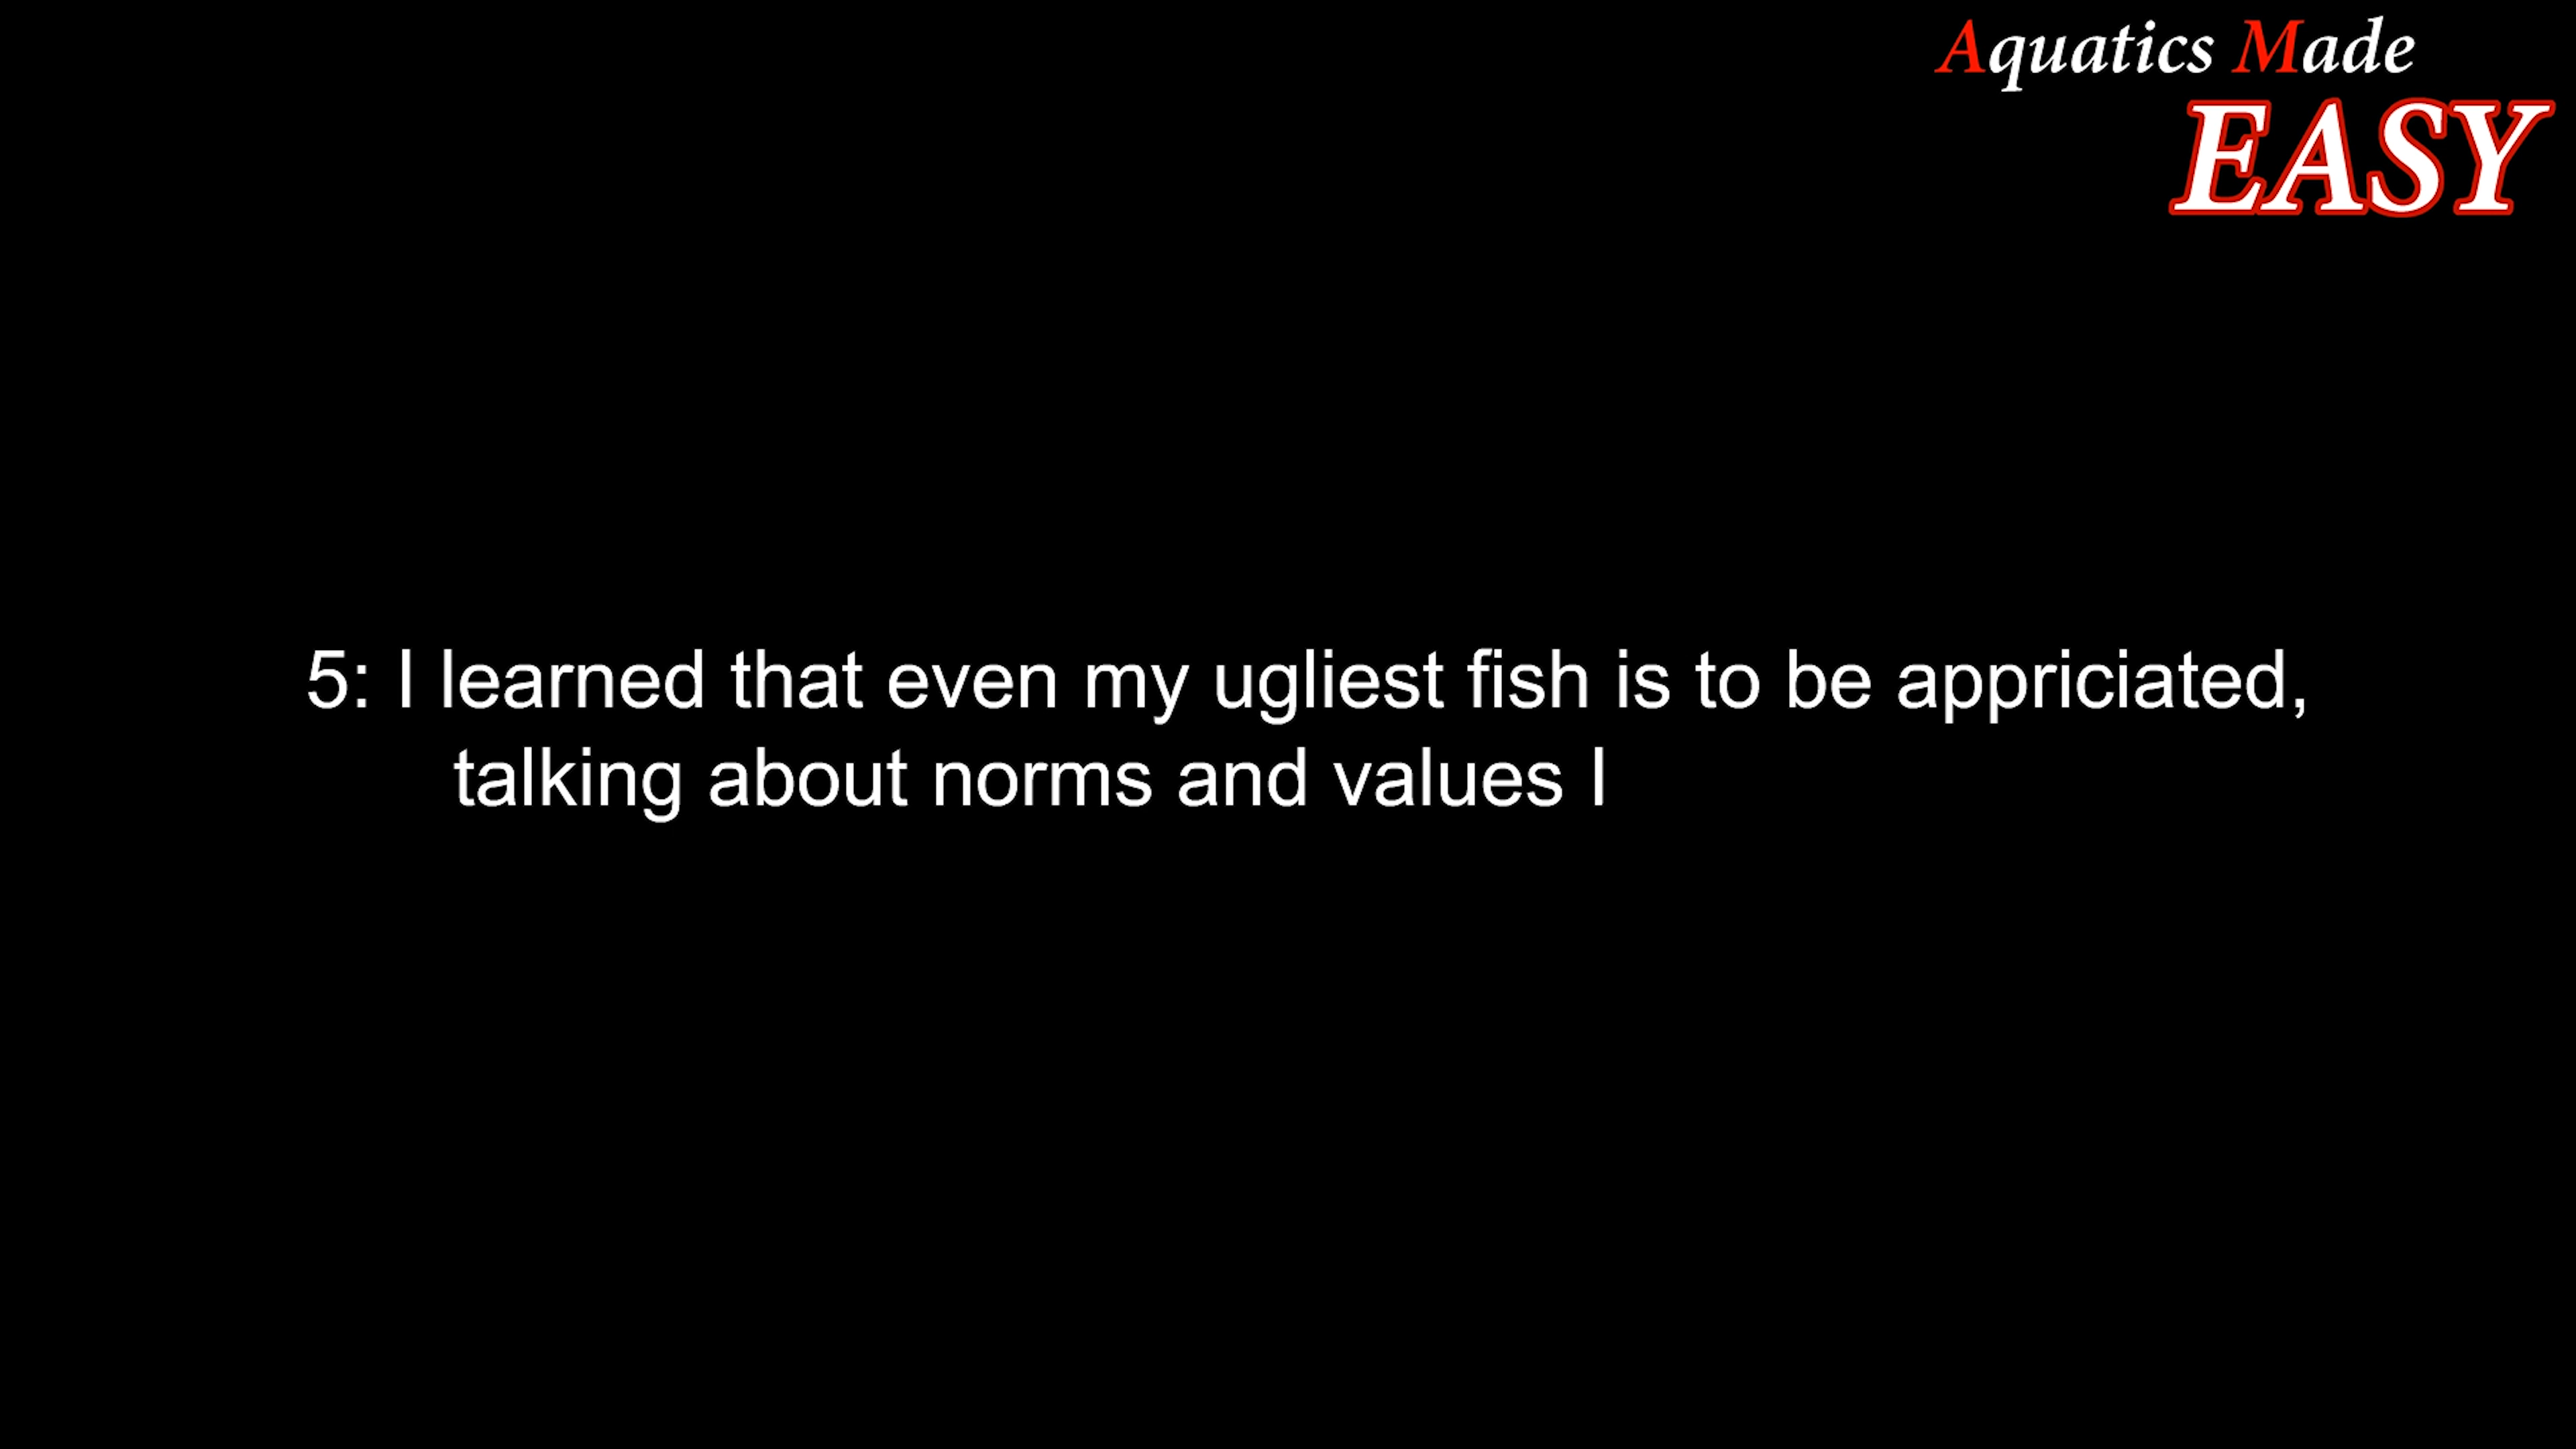 Aquatics Made
EASY
5: I learned that even my ugliest fish is to be appriciated,
talking about norms and values I